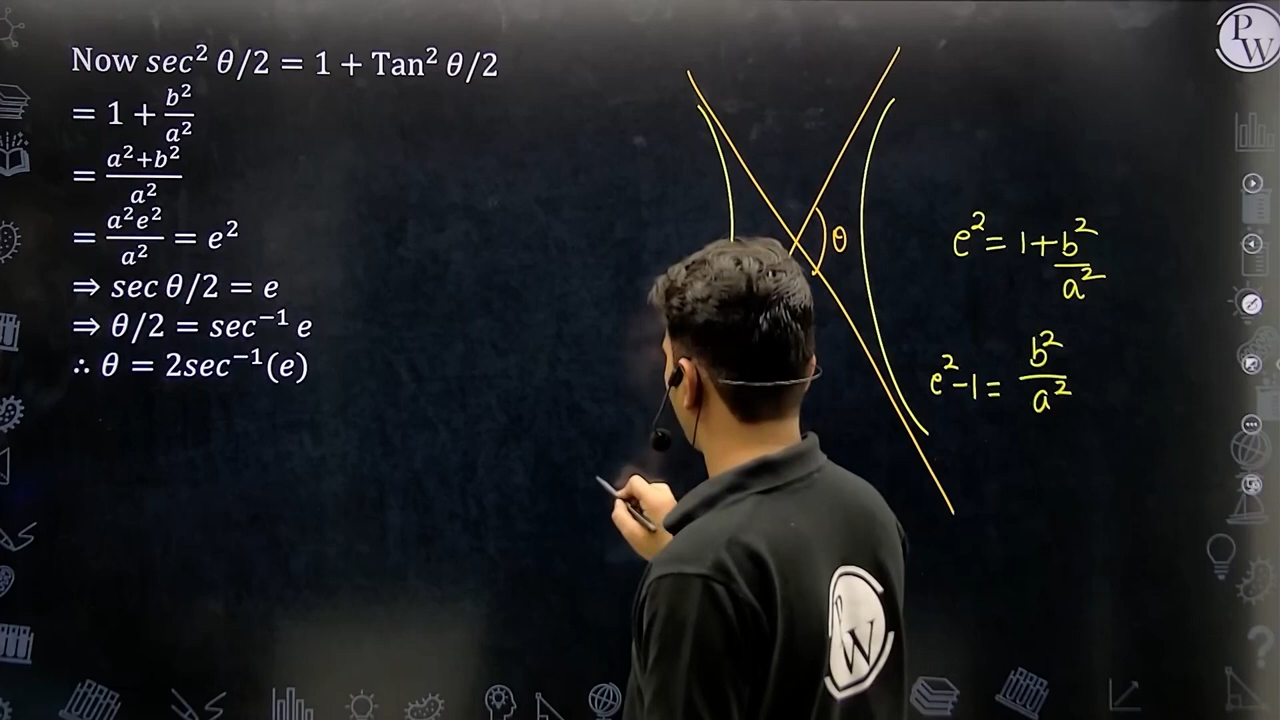 Now sec² θ/2 = 1 + Tan² θ/2
= 1 + b²/a²
= a²+b²/a²
= a²e²/a² = e²
⇒ sec θ/2 = e
⇒ θ/2 = sec⁻¹ e
∴ θ = 2sec⁻¹(e)
θ
e² = 1 + b²/a²
e² - 1 = b²/a²
PW
PW